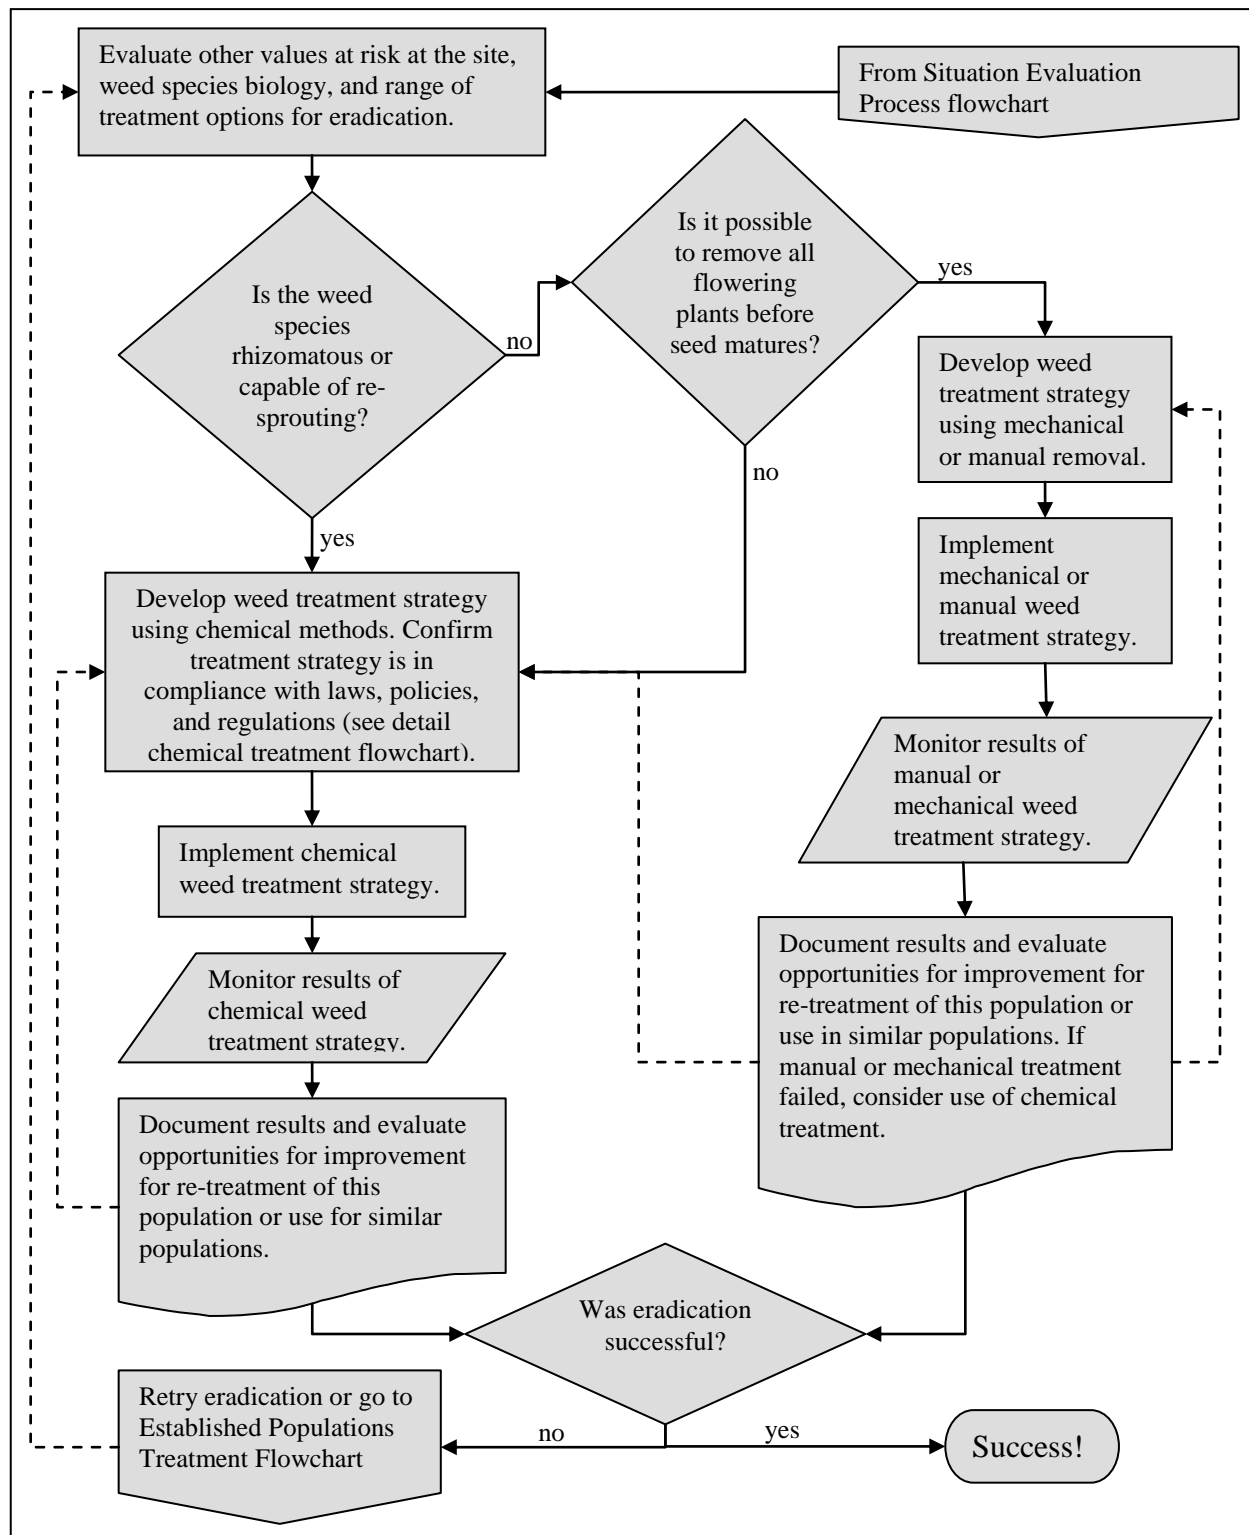 Evaluate other values at risk at the site,
weed species biology, and range of
treatment options for eradication.
From Situation Evaluation
Process flowchart
Is it possible
to remove all
flowering
plants before
seed matures?
yes
Is the weed
species
rhizomatous or
capable of re-
sprouting?
no
Develop weed
treatment strategy
using mechanical
or manual removal.
no
Implement
mechanical or
manual weed
treatment strategy.
yes
Develop weed treatment strategy
using chemical methods. Confirm
treatment strategy is in
compliance with laws, policies,
and regulations (see detail
chemical treatment flowchart).
Monitor results of
manual or
mechanical weed
treatment strategy.
Implement chemical
weed treatment strategy.
Document results and evaluate
opportunities for improvement for
re-treatment of this population or
use in similar populations. If
manual or mechanical treatment
failed, consider use of chemical
treatment.
Monitor results of
chemical weed
treatment strategy.
Document results and evaluate
opportunities for improvement
for re-treatment of this
population or use for similar
populations.
Was eradication
successful?
Retry eradication or go to
Established Populations
Treatment Flowchart
no
yes
Success!